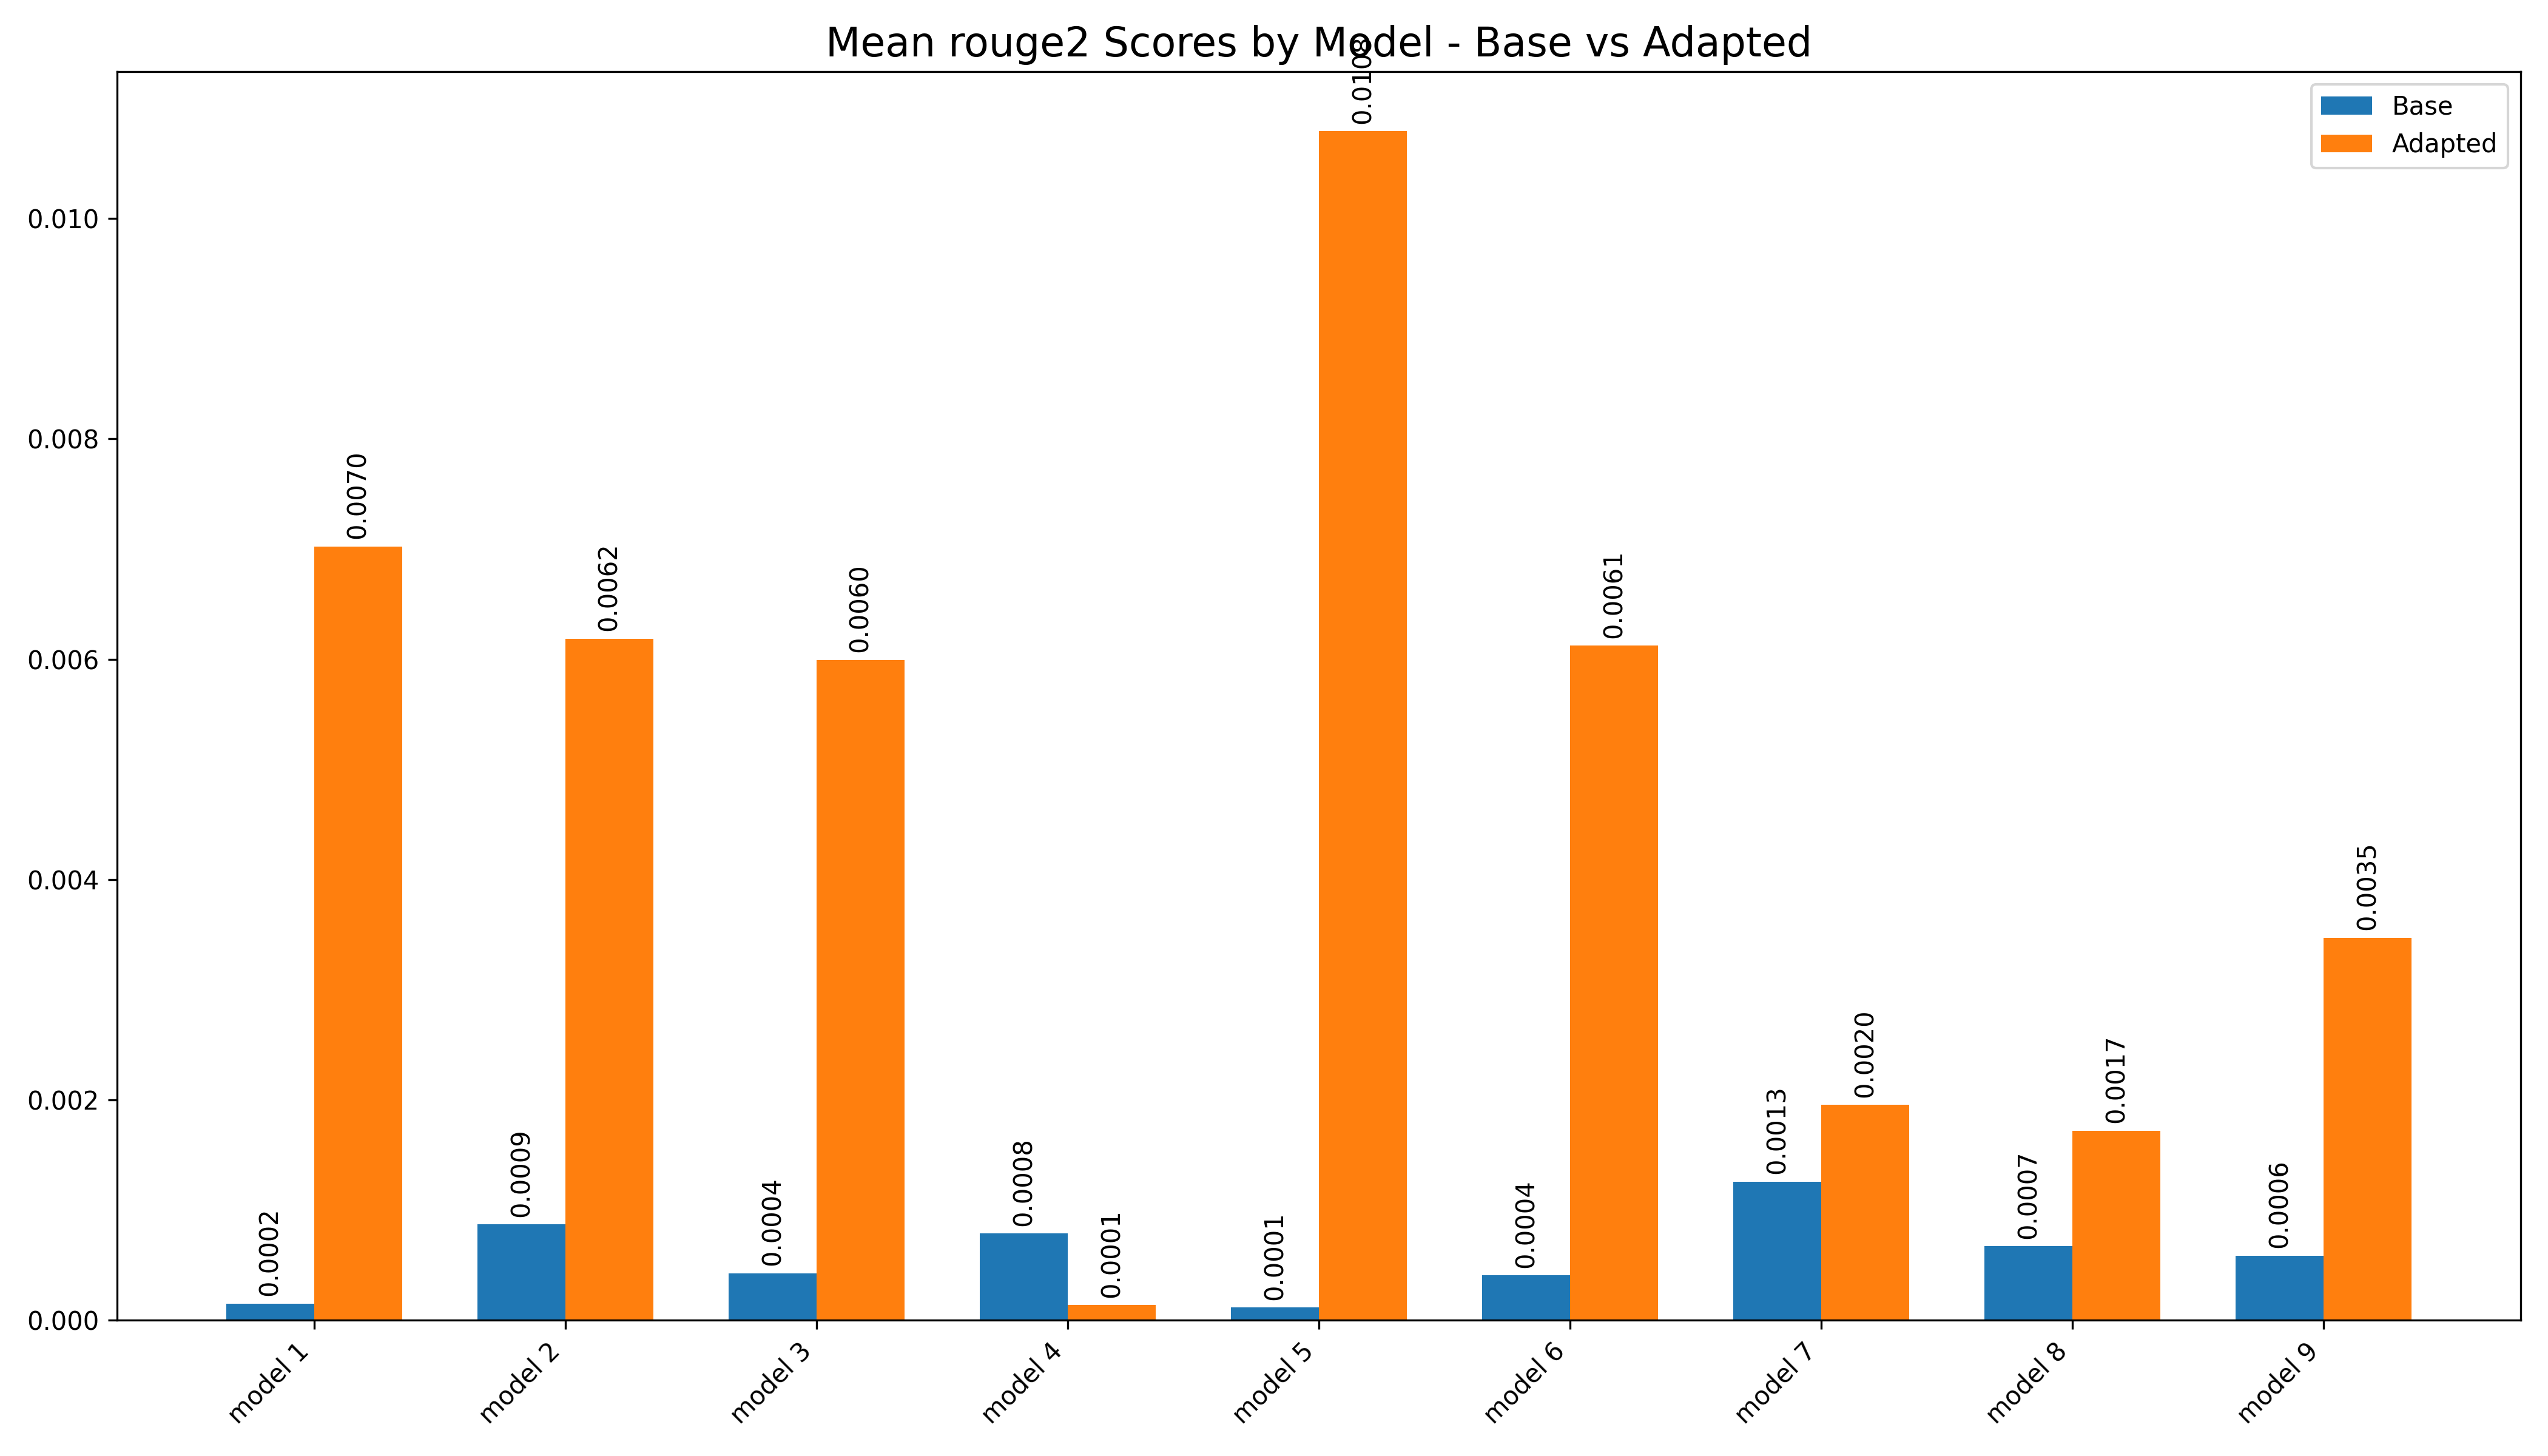 Mean rouge2 Scores by Model - Base vs Adapted
Base
Adapted
0.010
0.008
0.006
0.004
0.002
0.000
0.0002
0.0070
0.0009
0.0062
0.0004
0.0060
0.0008
0.0001
0.0001
0.0108
0.0004
0.0061
0.0013
0.0020
0.0007
0.0017
0.0006
0.0035
model 1
model 2
model 3
model 4
model 5
model 6
model 7
model 8
model 9